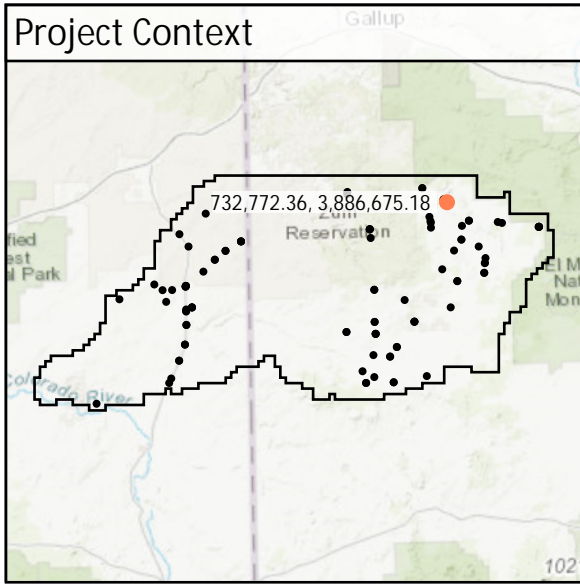 Project Context
Gallup
732,772.36, 3,886,675.18
Zuni
Reservation
ified
est
al Park
El M
Nat
Mon
Colorado River
102